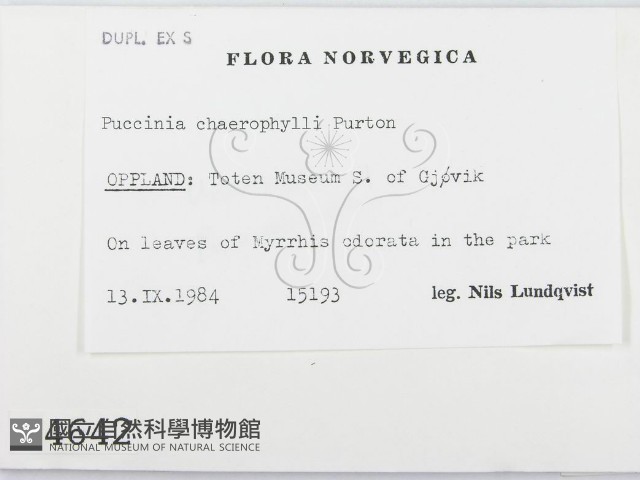 DUPL. EX S
FLORA NORVEGICA
Puccinia chaerophylli Purton
OPPLAND: Toten Museum S. of Gjøvik
On leaves of Myrrhis odorata in the park
13.IX.1984 15193 leg. Nils Lundqvist
4642
國立自然科學博物館
NATIONAL MUSEUM OF NATURAL SCIENCE